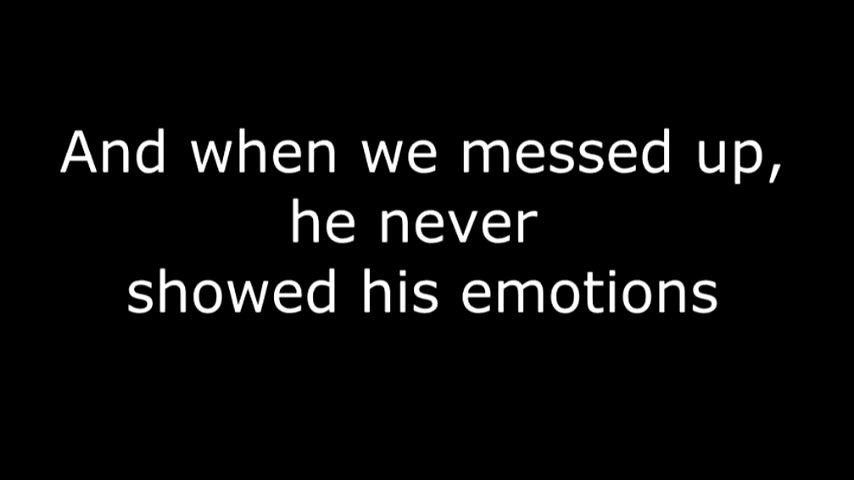 And when we messed up,
he never
showed his emotions